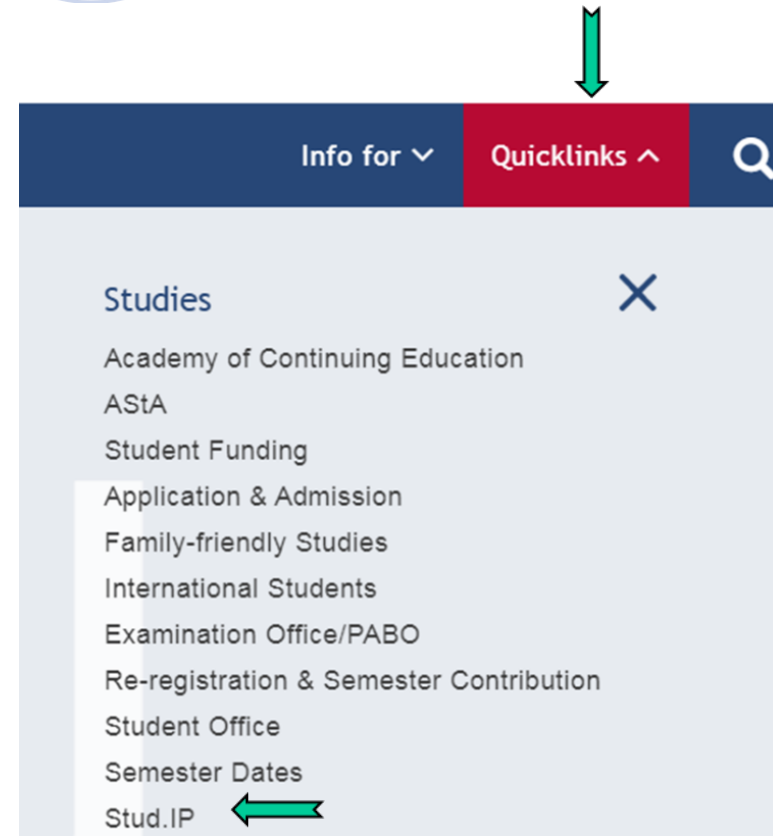 Info for Quicklinks
Studies
Academy of Continuing Education
AStA
Student Funding
Application & Admission
Family-friendly Studies
International Students
Examination Office/PABO
Re-registration & Semester Contribution
Student Office
Semester Dates
Stud.IP